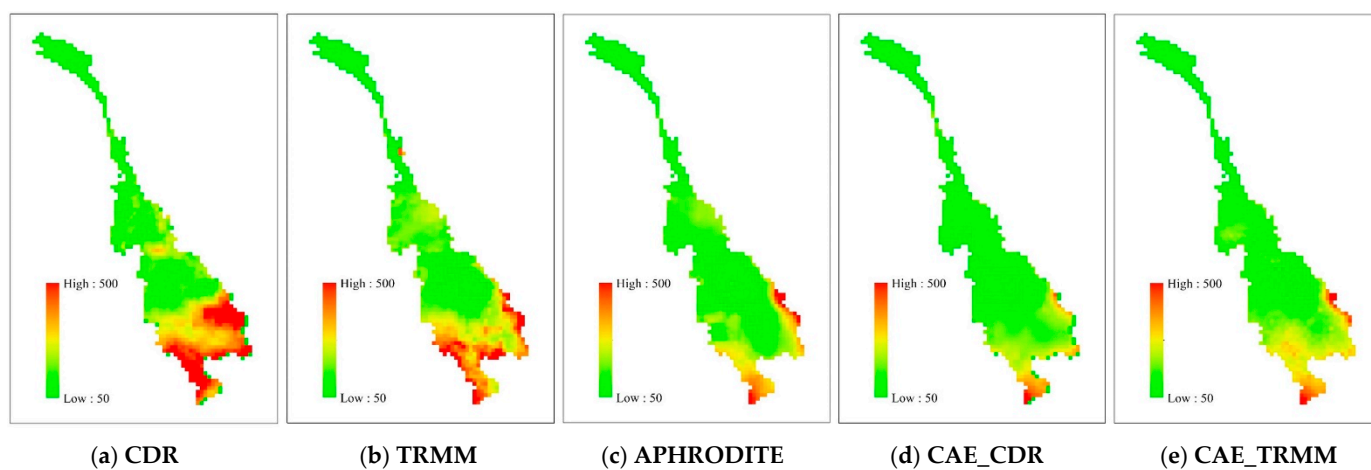 High : 500
Low : 50
High : 500
Low : 50
High : 500
Low : 50
High : 500
Low : 50
High : 500
Low : 50
(a) CDR
(b) TRMM
(c) APHRODITE
(d) CAE_CDR
(e) CAE_TRMM